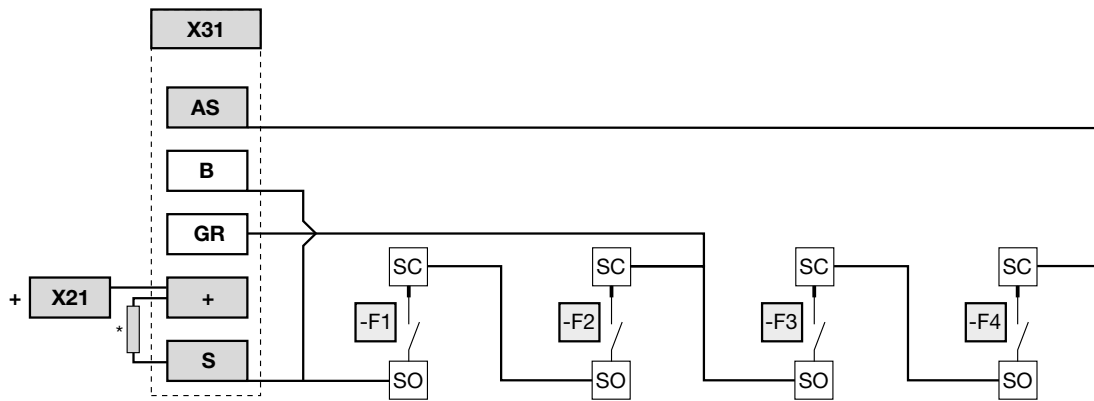 X31
AS
B
GR
SC SC SC SC
+ X21 +
-F1 -F2 -F3 -F4
*
S
SO SO SO SO